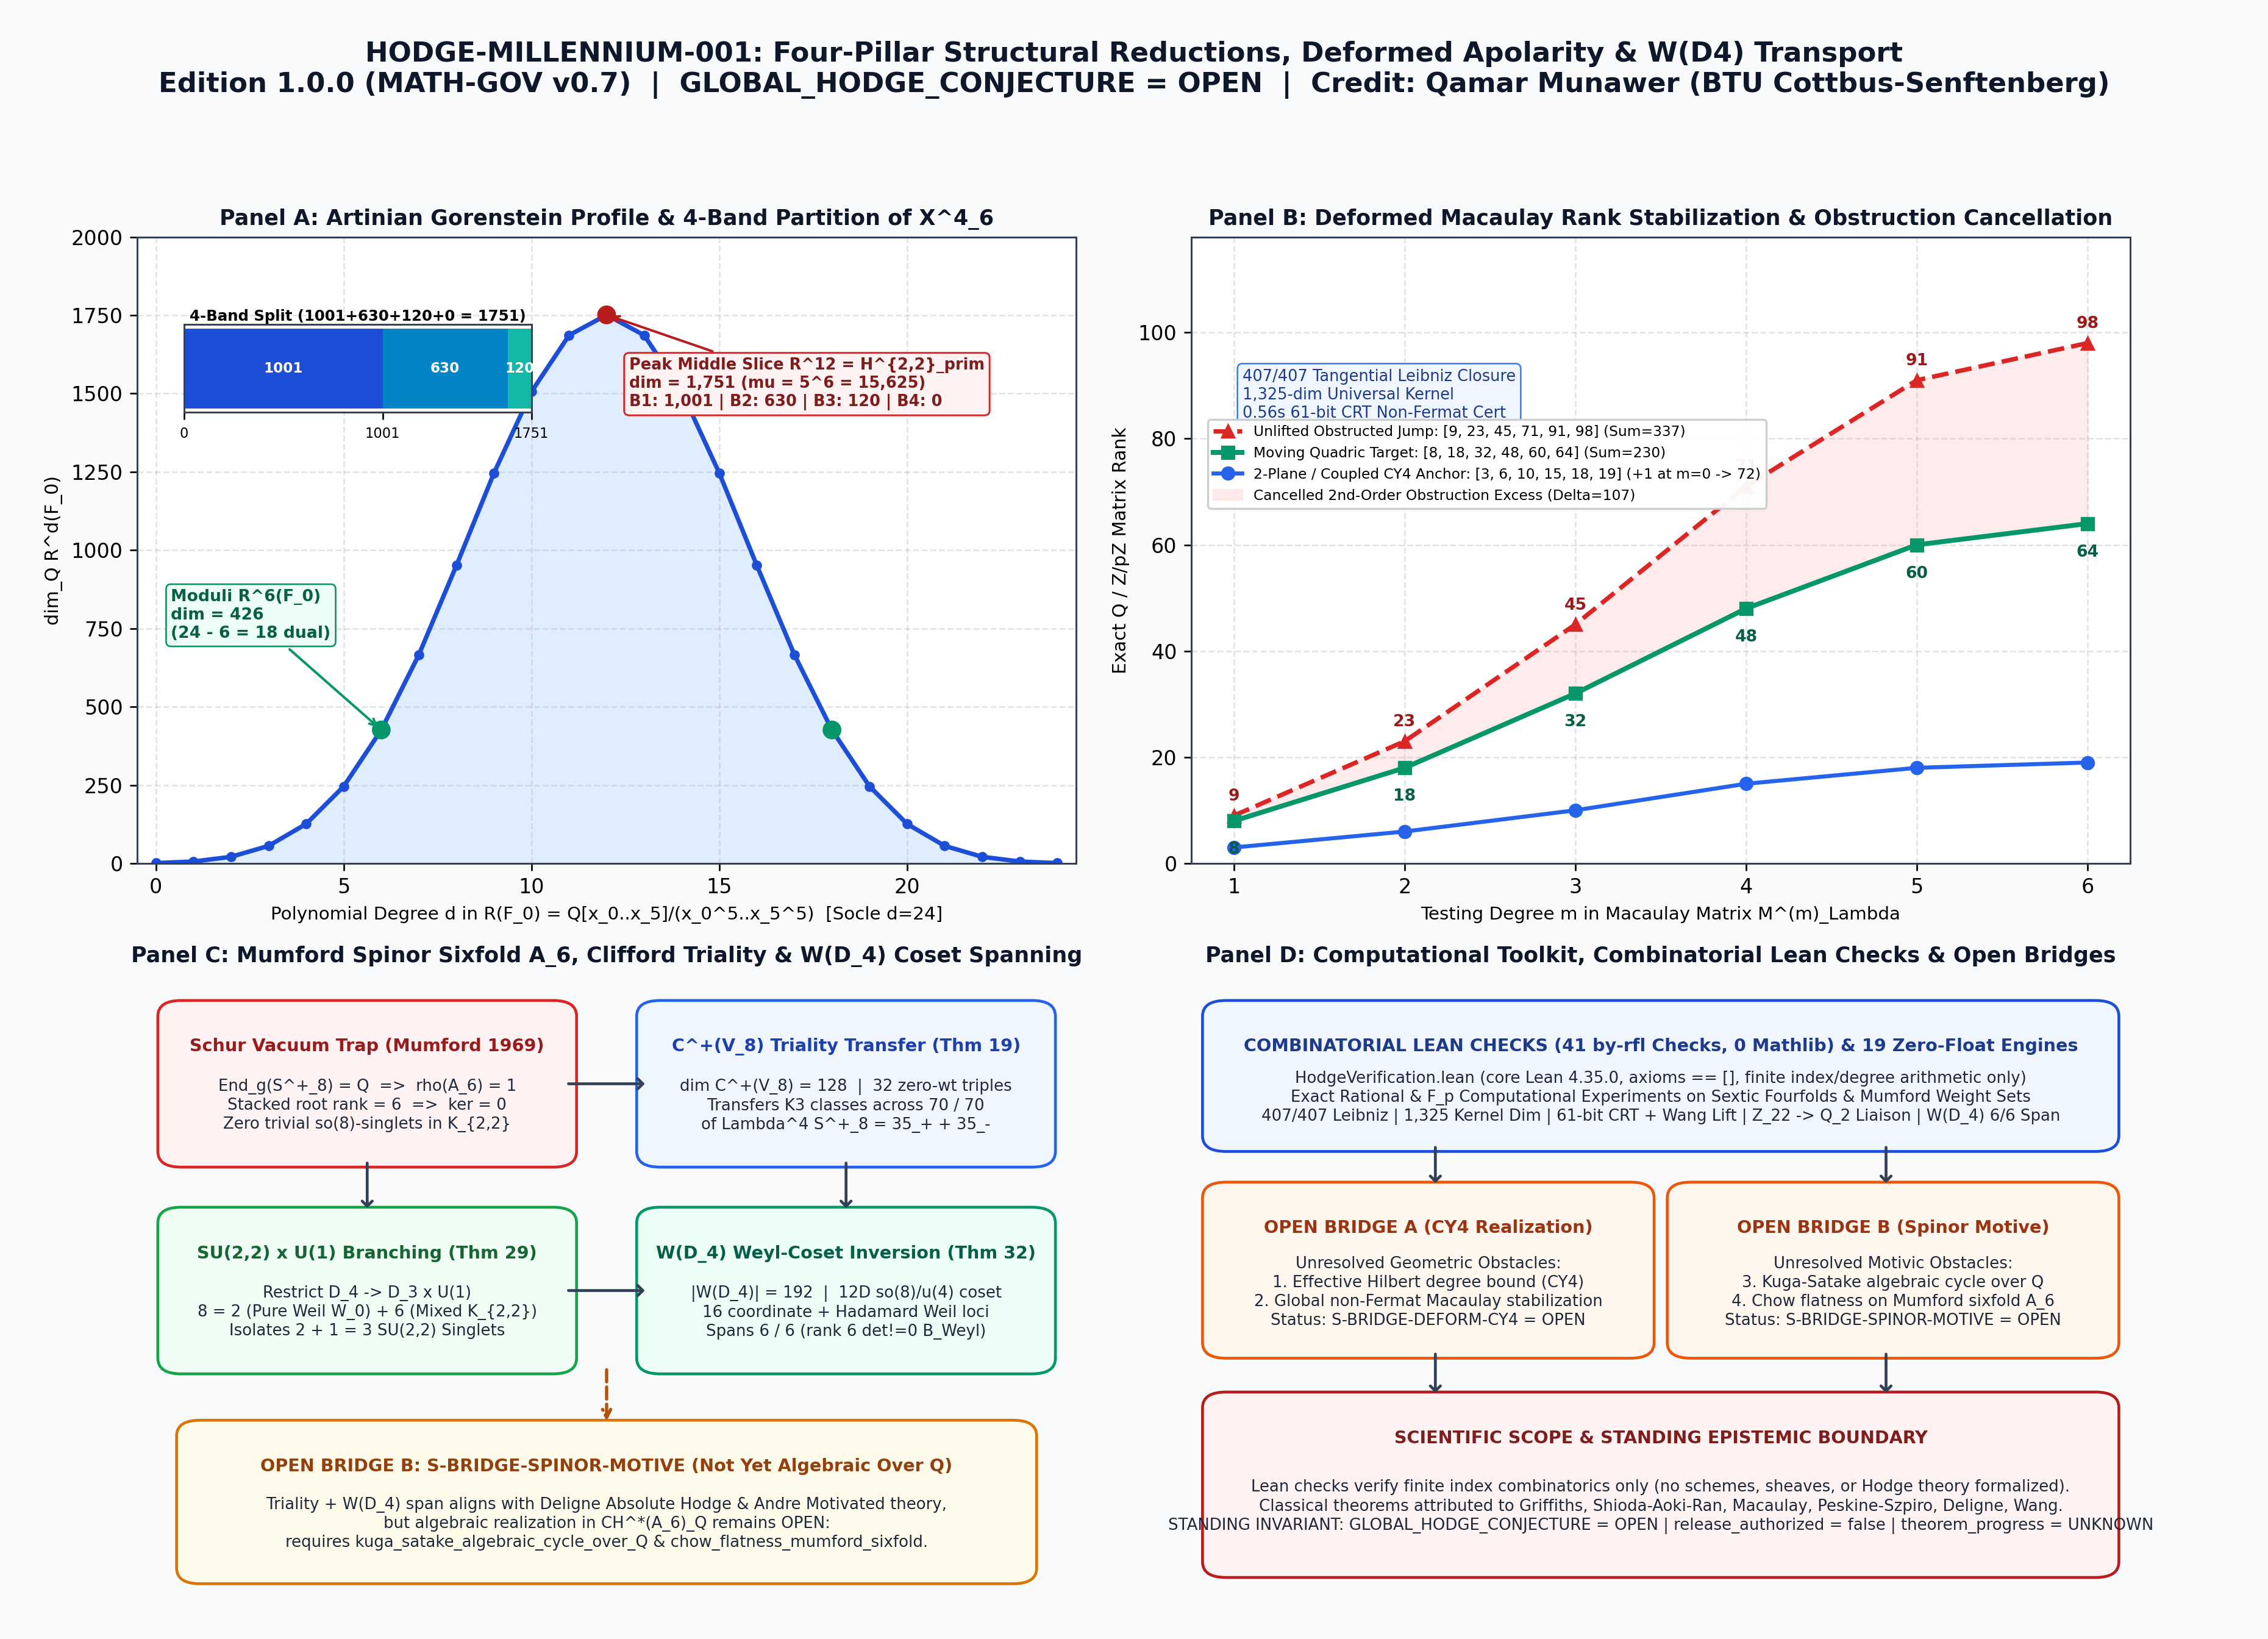 HODGE-MILLENNIUM-001: Four-Pillar Structural Reductions, Deformed Apolarity & W(D4) Transport
Edition 1.0.0 (MATH-GOV v0.7) | GLOBAL_HODGE_CONJECTURE = OPEN | Credit: Qamar Munawer (BTU Cottbus-Senftenberg)
Panel A: Artinian Gorenstein Profile & 4-Band Partition of X^4_6
2000
1750
1500
1250
1000
750
500
250
0
dim_Q R^d(F_0)
4-Band Split (1001+630+120+0 = 1751)
1001
630
120
0
1001
1751
Peak Middle Slice R^12 = H^{2,2}_prim
dim = 1,751 (mu = 5^6 = 15,625)
B1: 1,001 | B2: 630 | B3: 120 | B4: 0
Moduli R^6(F_0)
dim = 426
(24 - 6 = 18 dual)
0
5
10
15
20
Polynomial Degree d in R(F_0) = Q[x_0..x_5]/(x_0^5..x_5^5)  [Socle d=24]
Panel B: Deformed Macaulay Rank Stabilization & Obstruction Cancellation
100
80
60
40
20
0
Exact Q / Z/pZ Matrix Rank
407/407 Tangential Leibniz Closure
1,325-dim Universal Kernel
0.56s 61-bit CRT Non-Fermat Cert
Unlifted Obstructed Jump: [9, 23, 45, 71, 91, 98] (Sum=337)
Moving Quadric Target: [8, 18, 32, 48, 60, 64] (Sum=230)
2-Plane / Coupled CY4 Anchor: [3, 6, 10, 15, 18, 19] (+1 at m=0 -> 72)
Cancelled 2nd-Order Obstruction Excess (Delta=107)
9
23
45
91
98
8
18
32
48
60
64
1
2
3
4
5
6
Testing Degree m in Macaulay Matrix M^(m)_Lambda
Panel C: Mumford Spinor Sixfold A_6, Clifford Triality & W(D_4) Coset Spanning
Schur Vacuum Trap (Mumford 1969)
End_g(S^+_8) = Q  =>  rho(A_6) = 1
Stacked root rank = 6  =>  ker = 0
Zero trivial so(8)-singlets in K_{2,2}
C^+(V_8) Triality Transfer (Thm 19)
dim C^+(V_8) = 128  |  32 zero-wt triples
Transfers K3 classes across 70 / 70
of Lambda^4 S^+_8 = 35_+ + 35_-
SU(2,2) x U(1) Branching (Thm 29)
Restrict D_4 -> D_3 x U(1)
8 = 2 (Pure Weil W_0) + 6 (Mixed K_{2,2})
Isolates 2 + 1 = 3 SU(2,2) Singlets
W(D_4) Weyl-Coset Inversion (Thm 32)
|W(D_4)| = 192  |  12D so(8)/u(4) coset
16 coordinate + Hadamard Weil loci
Spans 6 / 6 (rank 6 det!=0 B_Weyl)
OPEN BRIDGE B: S-BRIDGE-SPINOR-MOTIVE (Not Yet Algebraic Over Q)
Triality + W(D_4) span aligns with Deligne Absolute Hodge & Andre Motivated theory,
but algebraic realization in CH^*(A_6)_Q remains OPEN:
requires kuga_satake_algebraic_cycle_over_Q & chow_flatness_mumford_sixfold.
Panel D: Computational Toolkit, Combinatorial Lean Checks & Open Bridges
COMBINATORIAL LEAN CHECKS (41 by-rfl Checks, 0 Mathlib) & 19 Zero-Float Engines
HodgeVerification.lean (core Lean 4.35.0, axioms == [], finite index/degree arithmetic only)
Exact Rational & F_p Computational Experiments on Sextic Fourfolds & Mumford Weight Sets
407/407 Leibniz | 1,325 Kernel Dim | 61-bit CRT + Wang Lift | Z_22 -> Q_2 Liaison | W(D_4) 6/6 Span
OPEN BRIDGE A (CY4 Realization)
Unresolved Geometric Obstacles:
1. Effective Hilbert degree bound (CY4)
2. Global non-Fermat Macaulay stabilization
Status: S-BRIDGE-DEFORM-CY4 = OPEN
OPEN BRIDGE B (Spinor Motive)
Unresolved Motivic Obstacles:
3. Kuga-Satake algebraic cycle over Q
4. Chow flatness on Mumford sixfold A_6
Status: S-BRIDGE-SPINOR-MOTIVE = OPEN
SCIENTIFIC SCOPE & STANDING EPISTEMIC BOUNDARY
Lean checks verify finite index combinatorics only (no schemes, sheaves, or Hodge theory formalized).
Classical theorems attributed to Griffiths, Shioda-Aoki-Ran, Macaulay, Peskine-Szpiro, Deligne, Wang.
STANDING INVARIANT: GLOBAL_HODGE_CONJECTURE = OPEN | release_authorized = false | theorem_progress = UNKNOWN